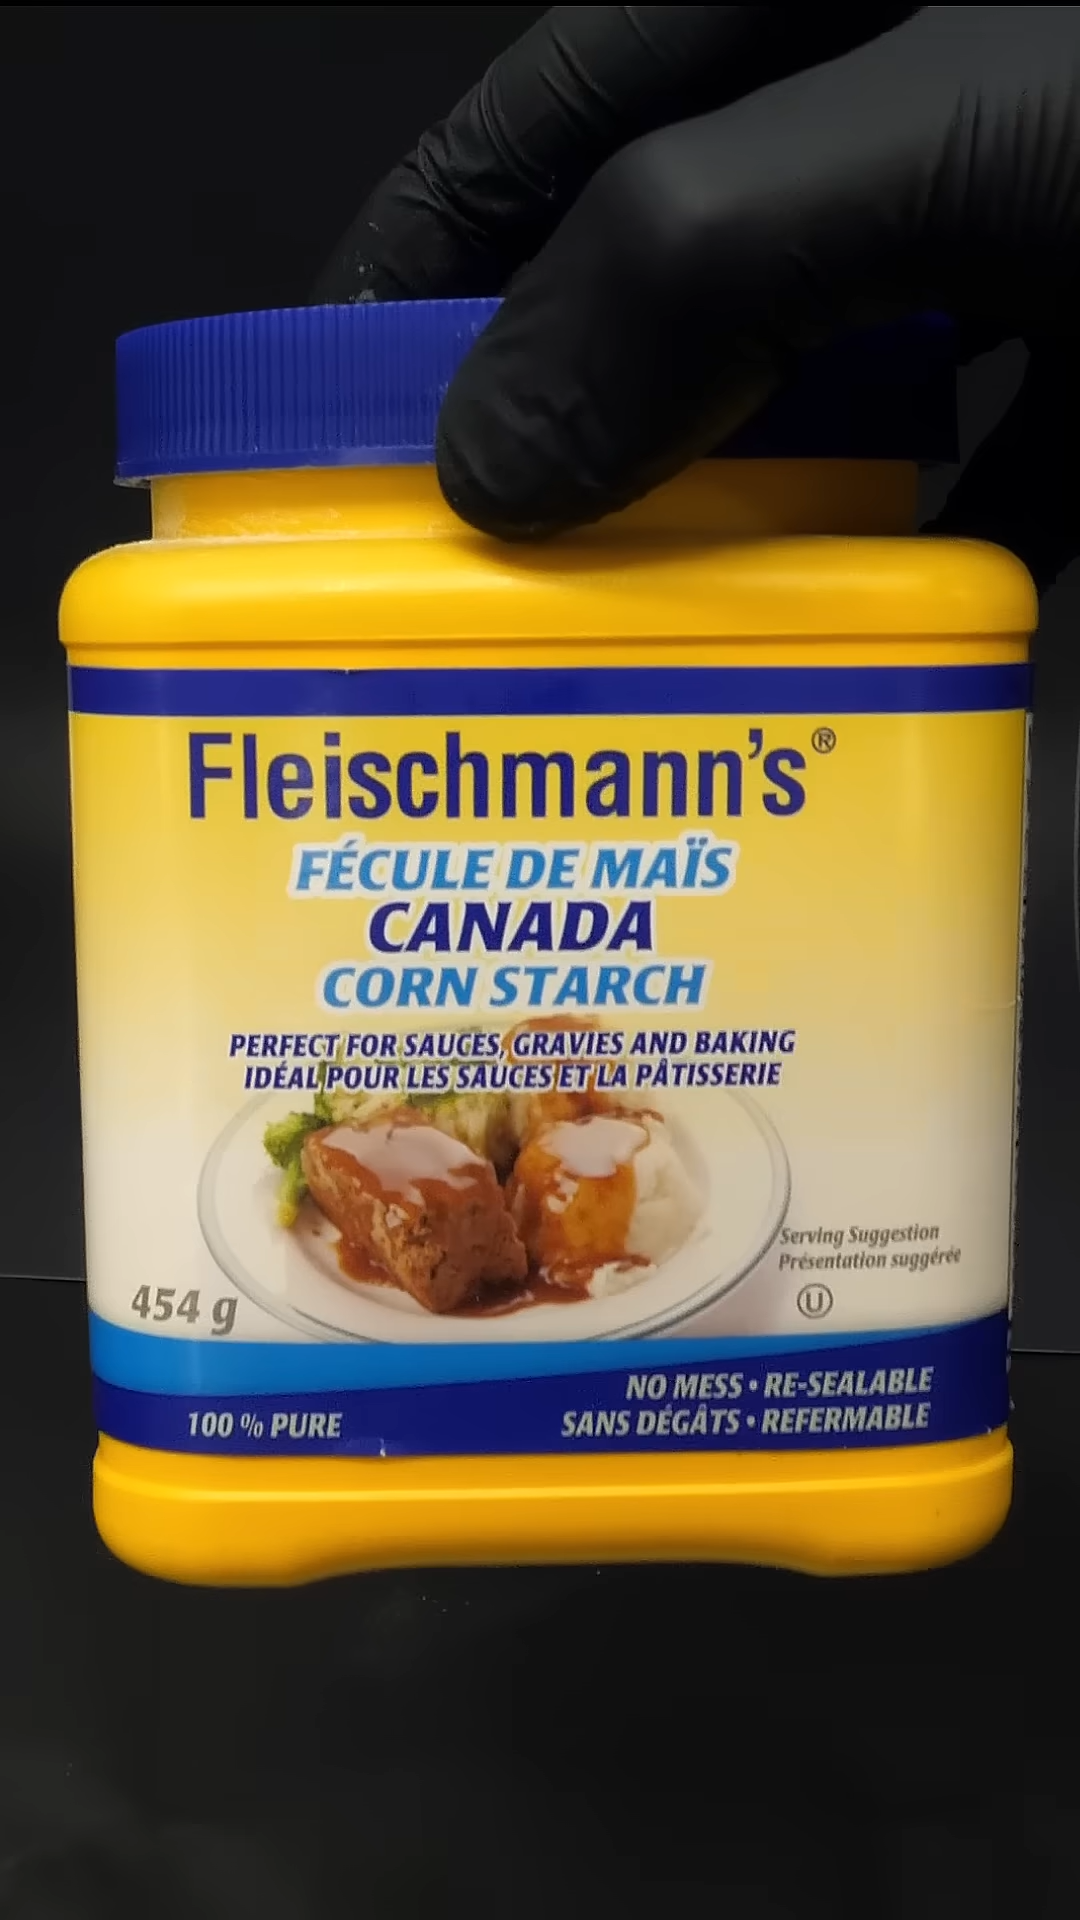 Fleischmann's®
FÉCULE DE MAÏS
CANADA
CORN STARCH
PERFECT FOR SAUCES, GRAVIES AND BAKING
IDÉAL POUR LES SAUCES ET LA PÂTISSERIE
Serving Suggestion
Présentation suggérée
U
454 g
NO MESS • RE-SEALABLE
100 % PURE
SANS DÉGÂTS • REFERMABLE